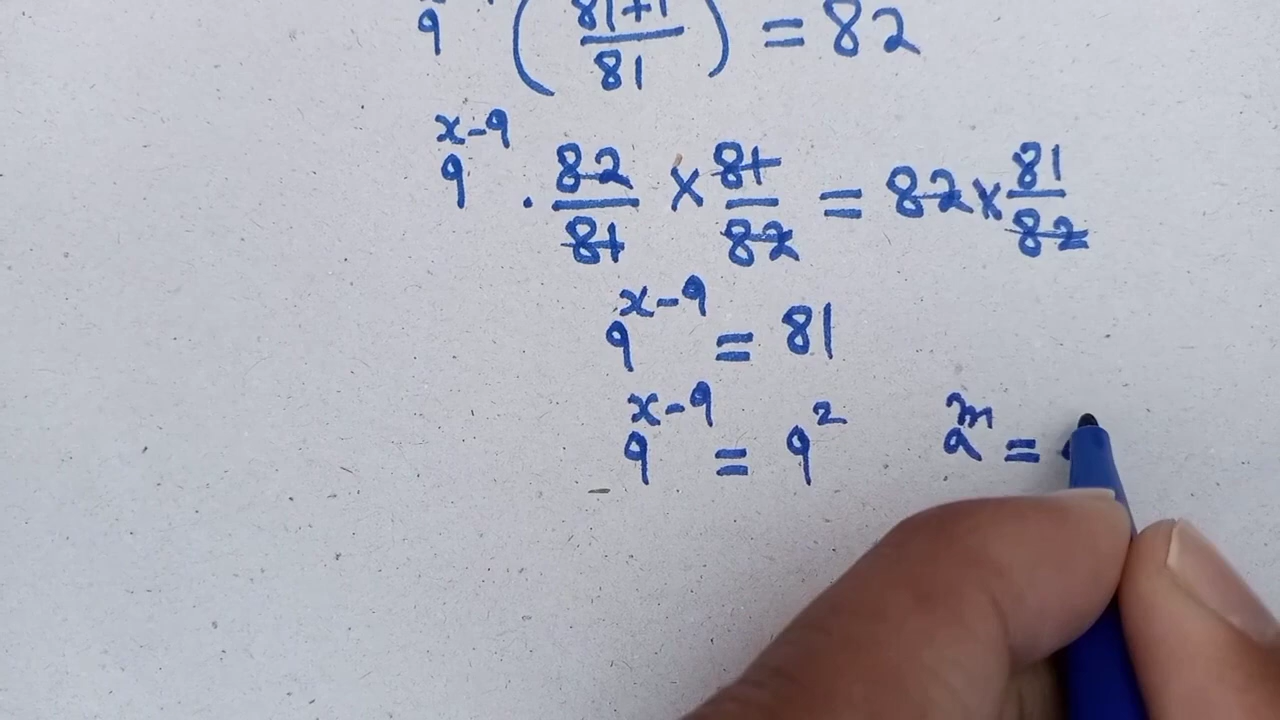 9 (81+1/81) = 82
9^(x-9) . 82/81 × 81/82 = 82 × 81/82
9^(x-9) = 81
9^(x-9) = 9^2 a^m =